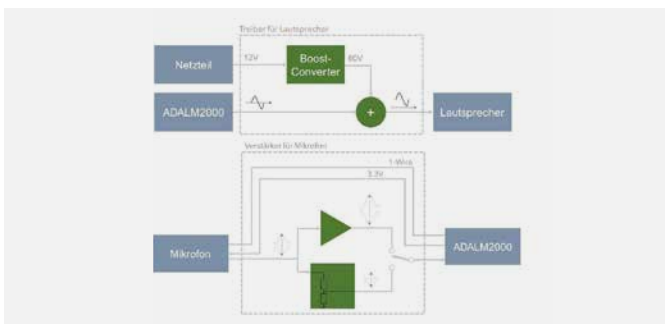 Treiber für Lautsprecher
Netzteil
12V
Boost-
Converter
60V
ADALM2000
+
Lautsprecher
Verstärker für Mikrofon
1-Wire
3.3V
Mikrofon
ADALM2000